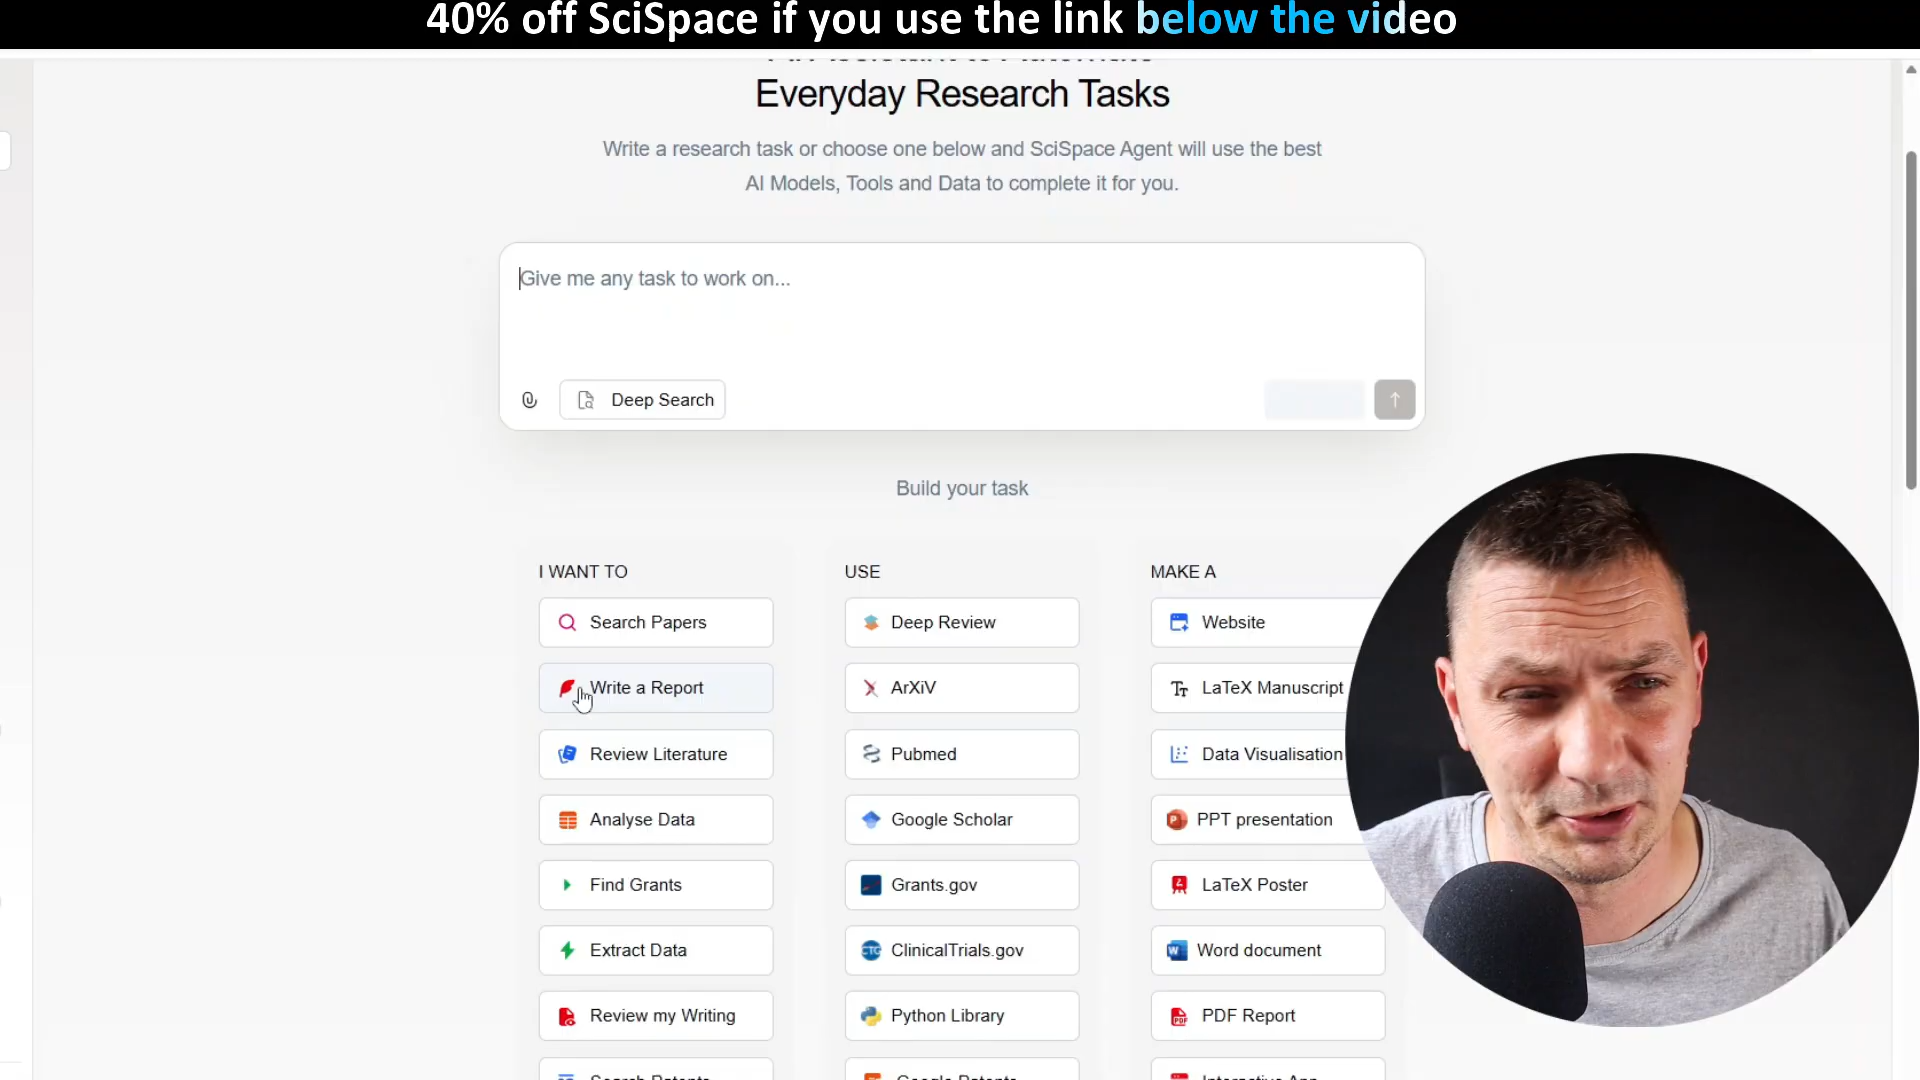 40% off SciSpace if you use the link below the video
Everyday Research Tasks
Write a research task or choose one below and SciSpace Agent will use the best
AI Models, Tools and Data to complete it for you.
Give me any task to work on...
Deep Search
Build your task
I WANT TO
Search Papers
Write a Report
Review Literature
Analyse Data
Find Grants
Extract Data
Review my Writing
USE
Deep Review
ArXiV
Pubmed
Google Scholar
Grants.gov
ClinicalTrials.gov
Python Library
MAKE A
Website
LaTeX Manuscript
Data Visualisation
PPT presentation
LaTeX Poster
Word document
PDF Report